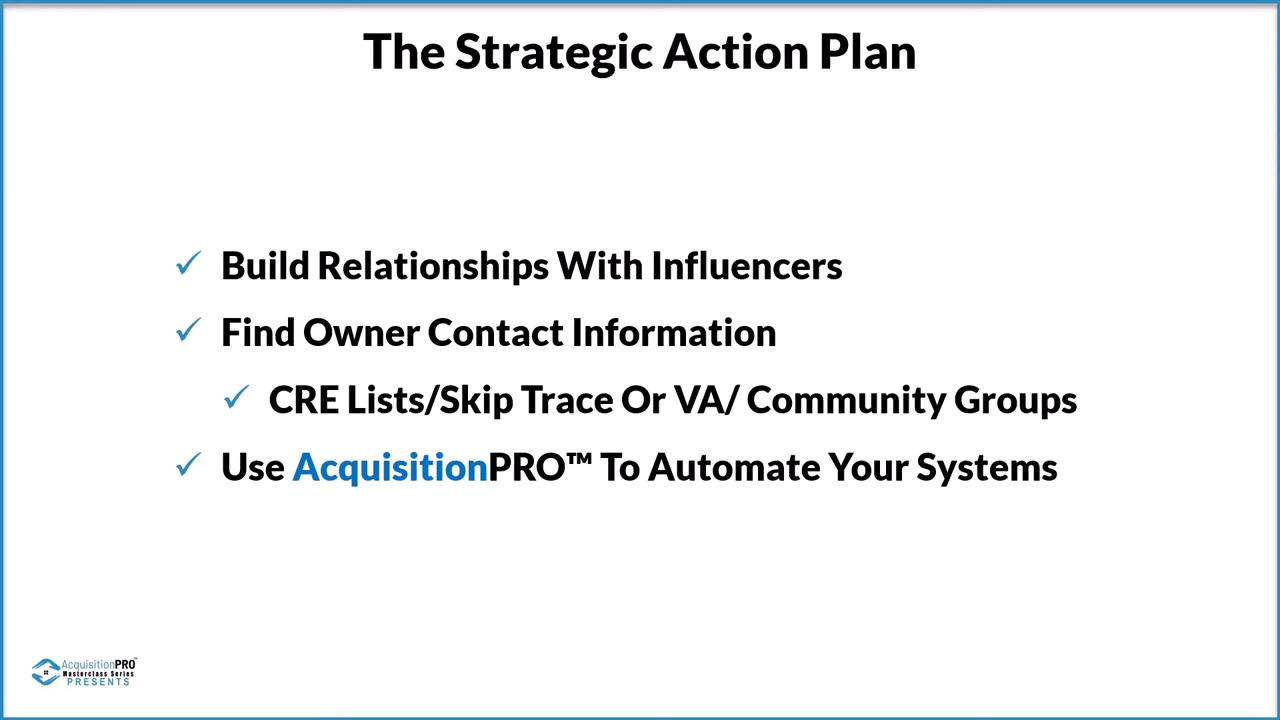 The Strategic Action Plan
✓ Build Relationships With Influencers
✓ Find Owner Contact Information
✓ CRE Lists/Skip Trace Or VA/ Community Groups
✓ Use AcquisitionPRO™ To Automate Your Systems
AcquisitionPRO™
Masterclass Series
PRESENTS